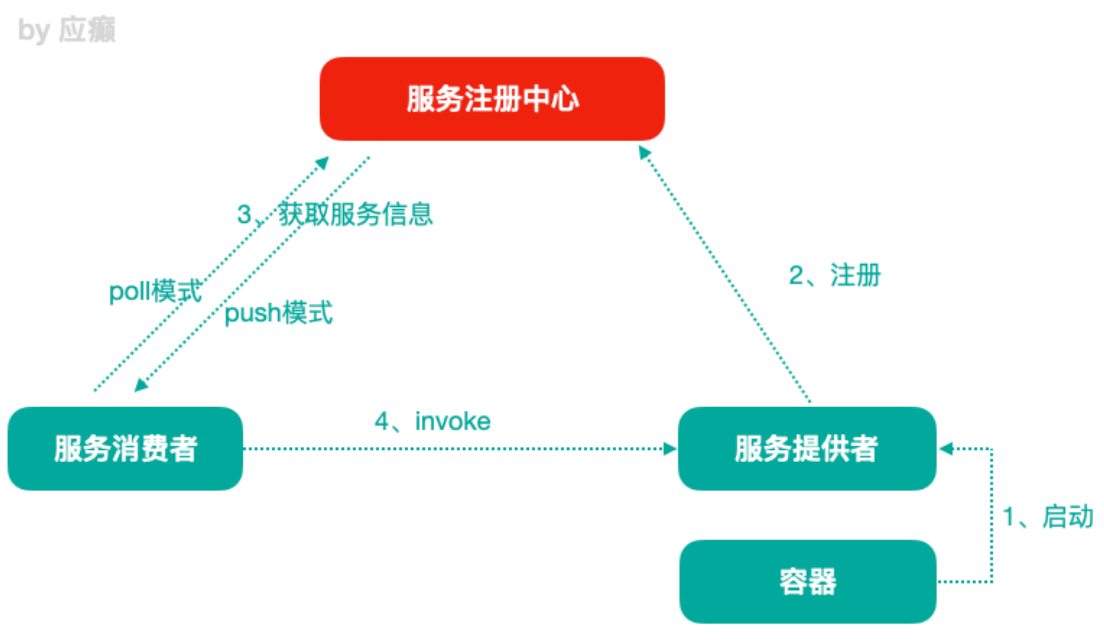 by 应癫
服务注册中心
3、获取服务信息
2、注册
poll模式
push模式
4、invoke
服务消费者
服务提供者
1、启动
容器